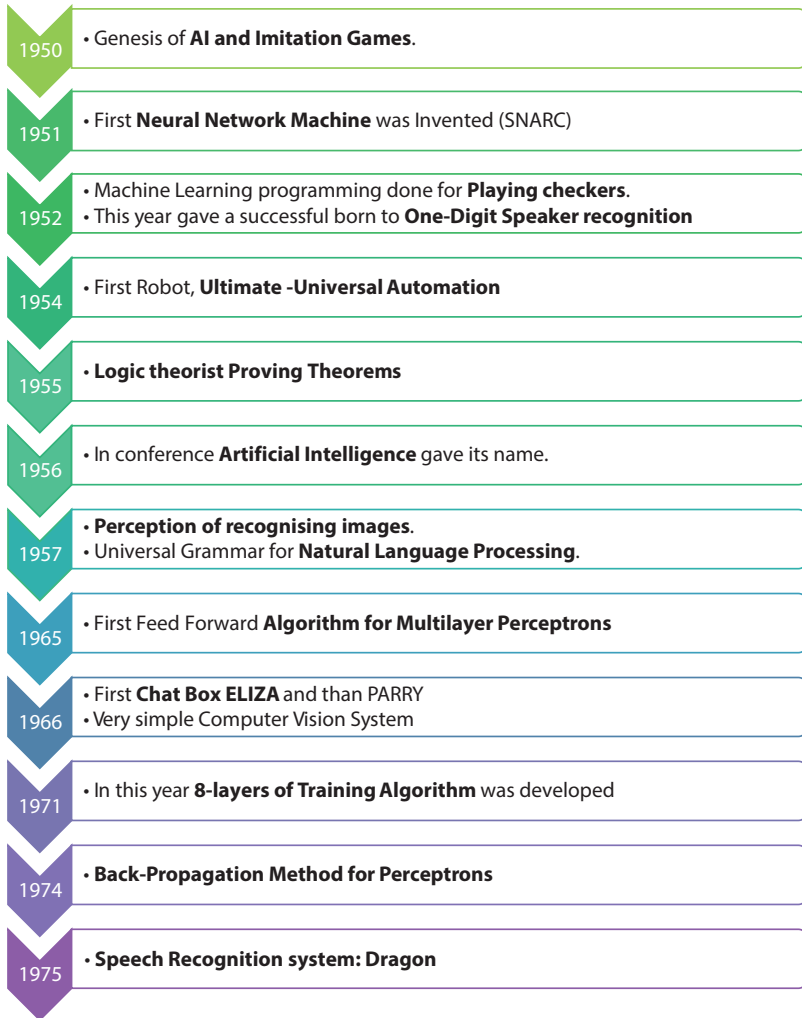 1950
• Genesis of AI and Imitation Games.
1951
• First Neural Network Machine was Invented (SNARC)
1952
• Machine Learning programming done for Playing checkers.
• This year gave a successful born to One-Digit Speaker recognition
1954
• First Robot, Ultimate -Universal Automation
1955
• Logic theorist Proving Theorems
1956
• In conference Artificial Intelligence gave its name.
1957
• Perception of recognising images.
• Universal Grammar for Natural Language Processing.
1965
• First Feed Forward Algorithm for Multilayer Perceptrons
1966
• First Chat Box ELIZA and than PARRY
• Very simple Computer Vision System
1971
• In this year 8-layers of Training Algorithm was developed
1974
• Back-Propagation Method for Perceptrons
1975
• Speech Recognition system: Dragon